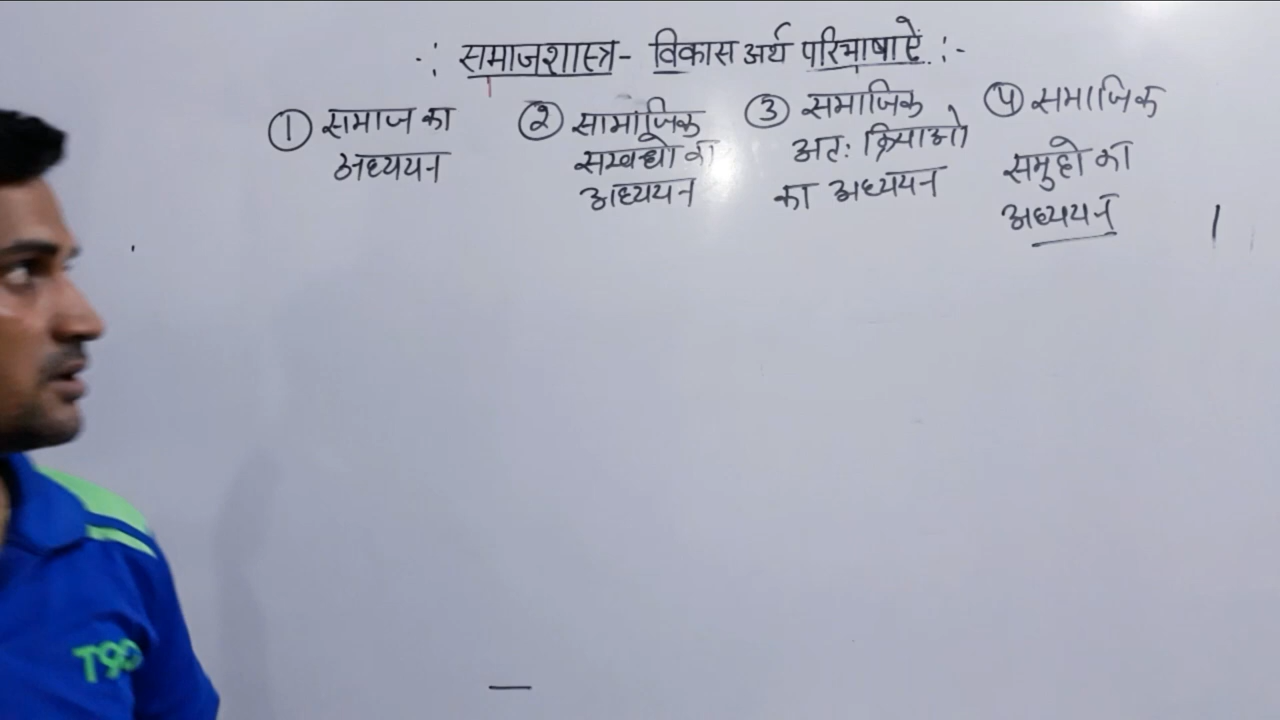 समाजशास्त्र- विकास अर्थ परिभाषाऐं
① समाज का
अध्ययन
② सामाजिक
सम्बन्धो का
अध्ययन
③ समाजिक
अतः क्रियाओ
का अध्ययन
④ समाजिक
समुहो का
अध्ययन